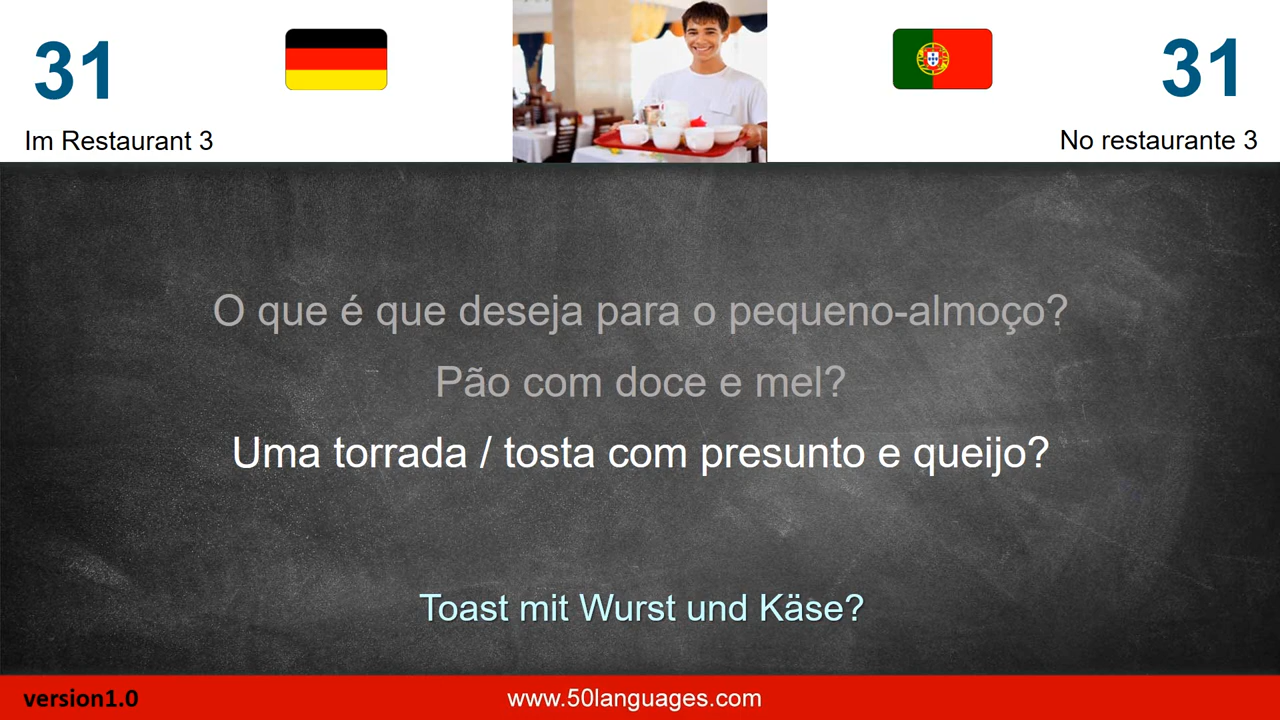 31
31
Im Restaurant 3
No restaurante 3
O que é que deseja para o pequeno-almoço?
Pão com doce e mel?
Uma torrada / tosta com presunto e queijo?
Toast mit Wurst und Käse?
version1.0
www.50languages.com